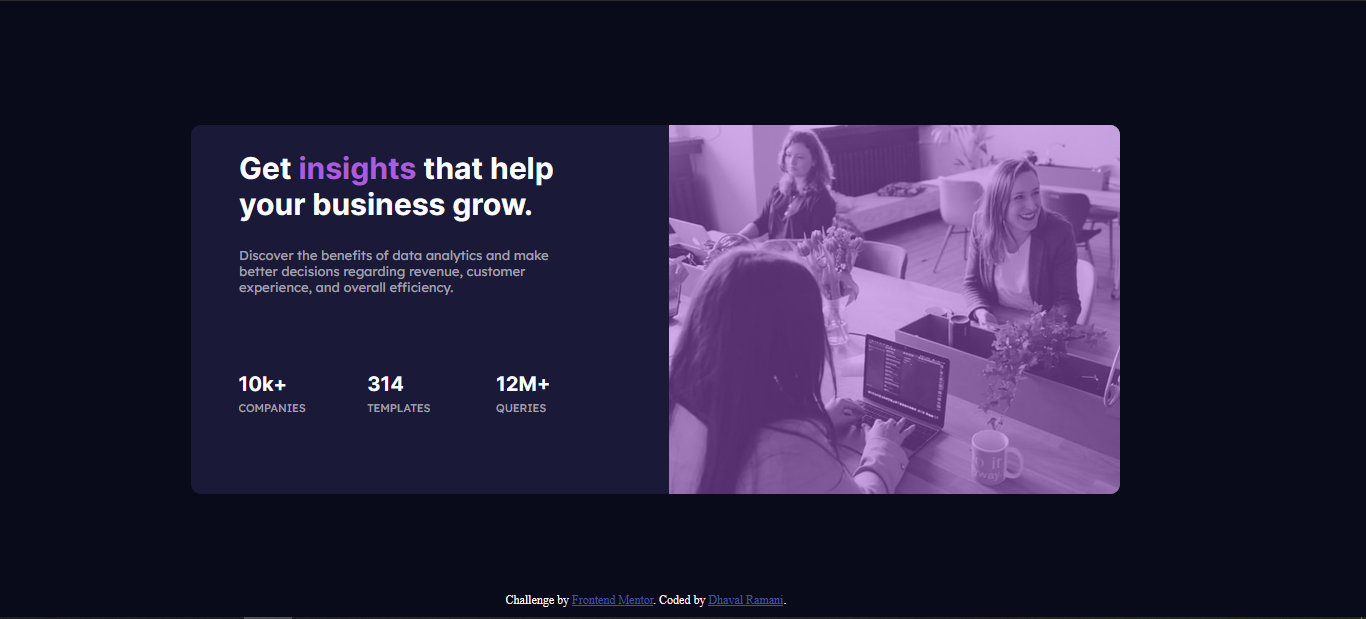 Get insights that help
your business grow.
Discover the benefits of data analytics and make
better decisions regarding revenue, customer
experience, and overall efficiency.
10k+ 314 12M+
COMPANIES TEMPLATES QUERIES
Challenge by Frontend Mentor. Coded by Dhaval Ramani.